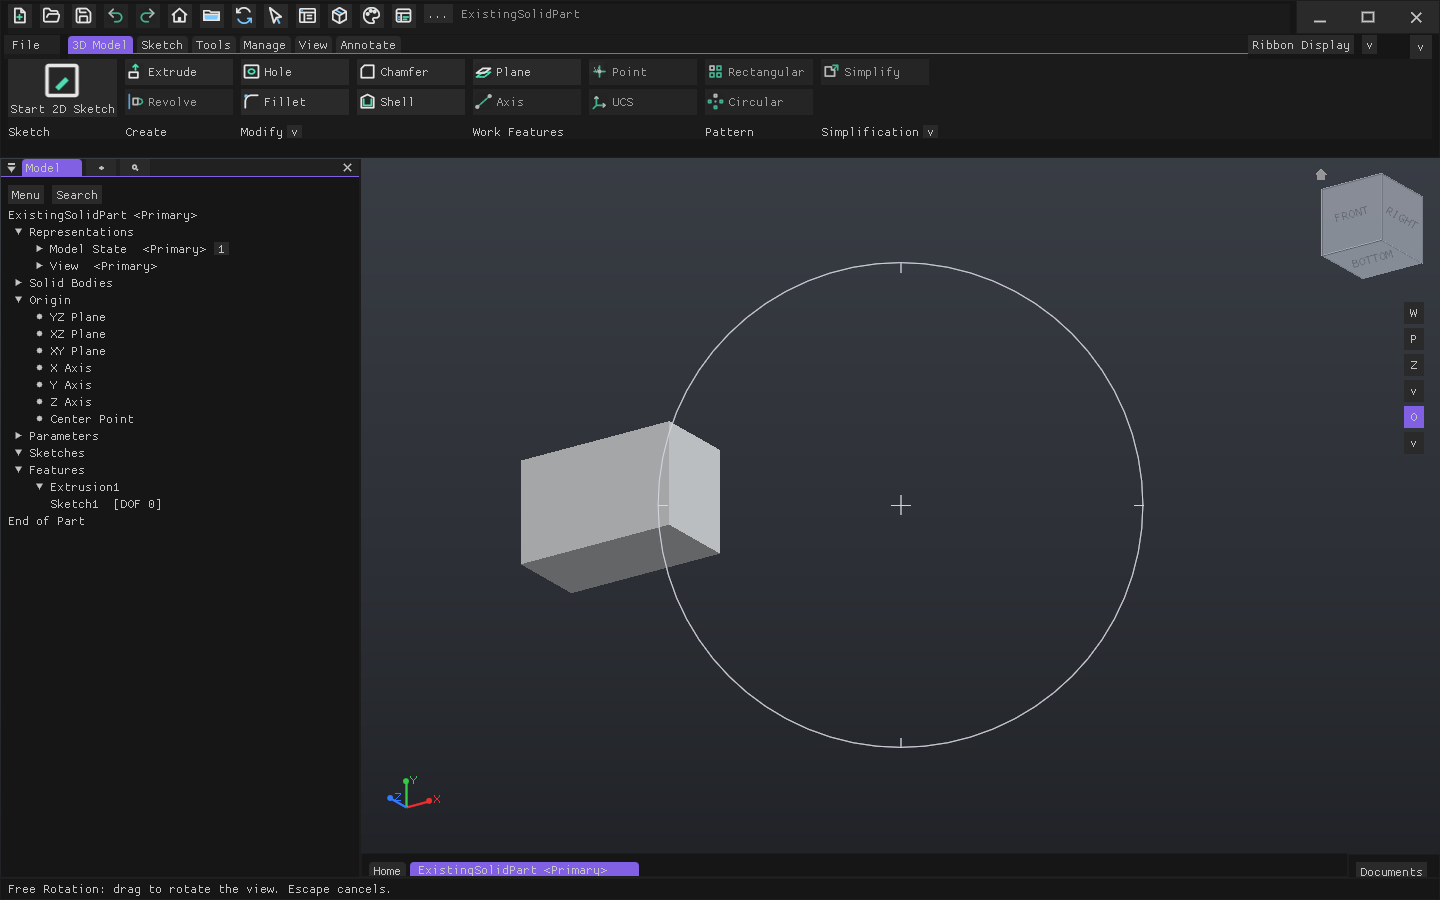 ... ExistingSolidPart
File 3D Model Sketch Tools Manage View Annotate Ribbon Display v v
Start 2D Sketch
Extrude Hole Chamfer Plane Point Rectangular Simplify
Revolve Fillet Shell Axis UCS Circular
Sketch Create Modify v Work Features Pattern Simplification v
Model
Menu Search
ExistingSolidPart <Primary>
Representations
Model State <Primary> 1
View <Primary>
Solid Bodies
Origin
YZ Plane
XZ Plane
XY Plane
X Axis
Y Axis
Z Axis
Center Point
Parameters
Sketches
Features
Extrusion1
Sketch1 [DOF 0]
End of Part
FRONT RIGHT
BOTTOM
W
P
Z
v
O
v
Y
Z X
Home ExistingSolidPart <Primary> Documents
Free Rotation: drag to rotate the view. Escape cancels.